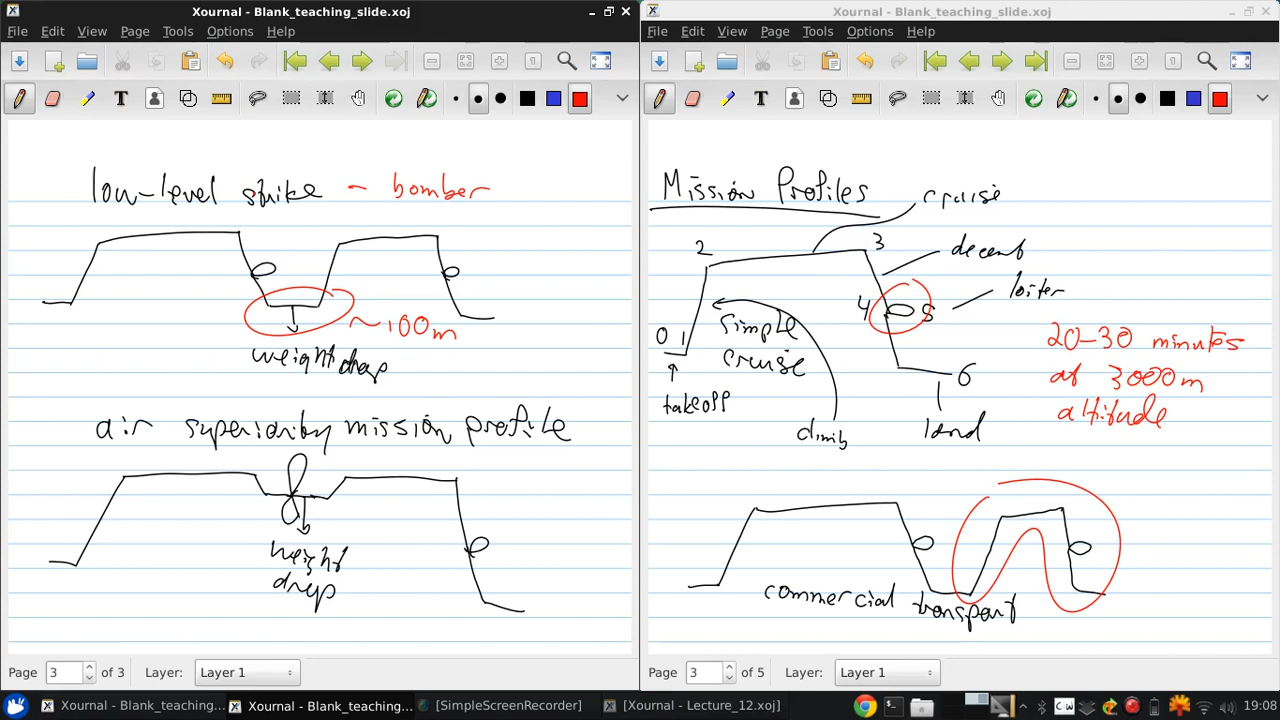 Xournal - Blank_teaching_slide.xoj
File Edit View Page Tools Options Help
low-level strike - bomber
~100m
weight drop
air superiority mission profile
weight
drop
Page 3 of 3 Layer: Layer 1
Xournal - Blank_teaching_slide.xoj
File Edit View Page Tools Options Help
Mission Profiles
cruise
2
3
decent
loiter
4
5
0 1
simple
cruise
20-30 minutes
at 3000m
altitude
6
takeoff
climb
land
commercial transport
Page 3 of 5 Layer: Layer 1
Xournal - Blank_teaching...
Xournal - Blank_teaching_...
[SimpleScreenRecorder]
[Xournal - Lecture_12.xoj]
CW
19:08